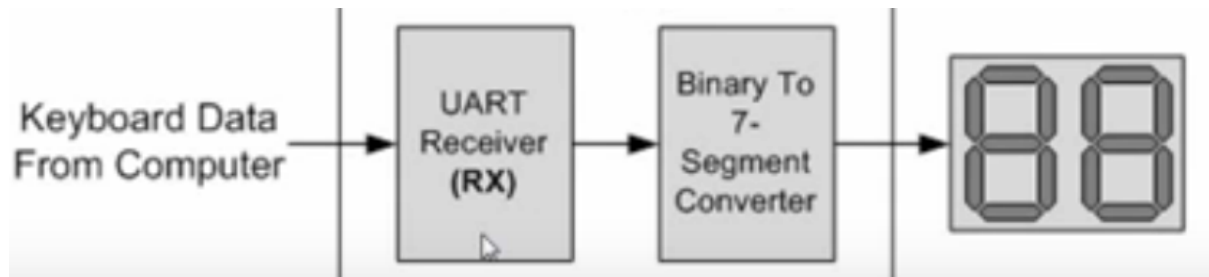 Keyboard Data
From Computer
UART
Receiver
(RX)
Binary To
7-
Segment
Converter